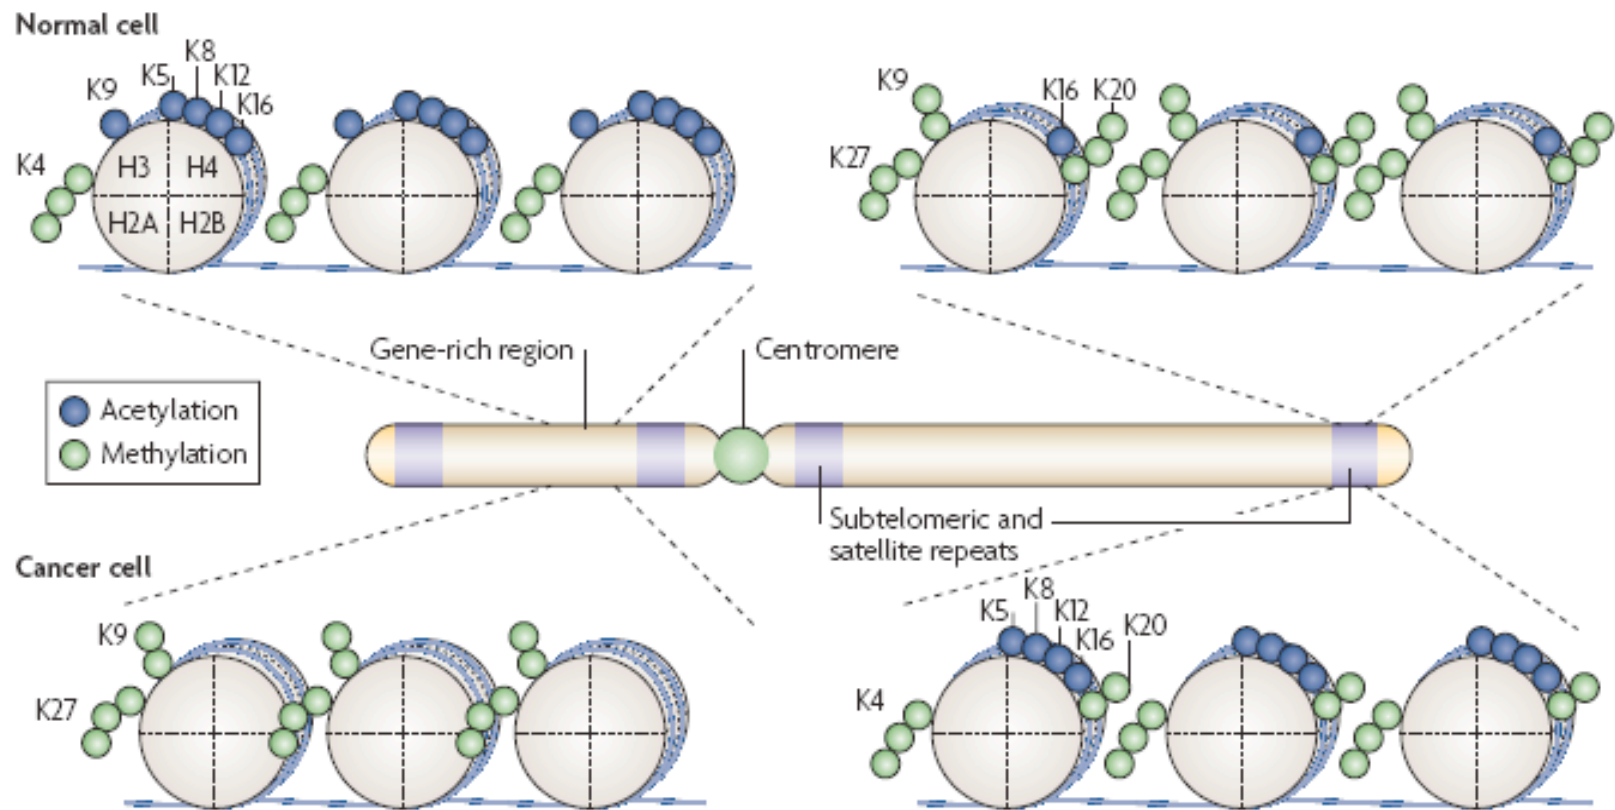 Normal cell
K8
K5
K12
K9
K16
K4
H3
H4
H2A
H2B
K9
K16
K20
K27
Gene-rich region
Centromere
Acetylation
Methylation
Subtelomeric and
satellite repeats
Cancer cell
K9
K27
K8
K5
K12
K16
K20
K4